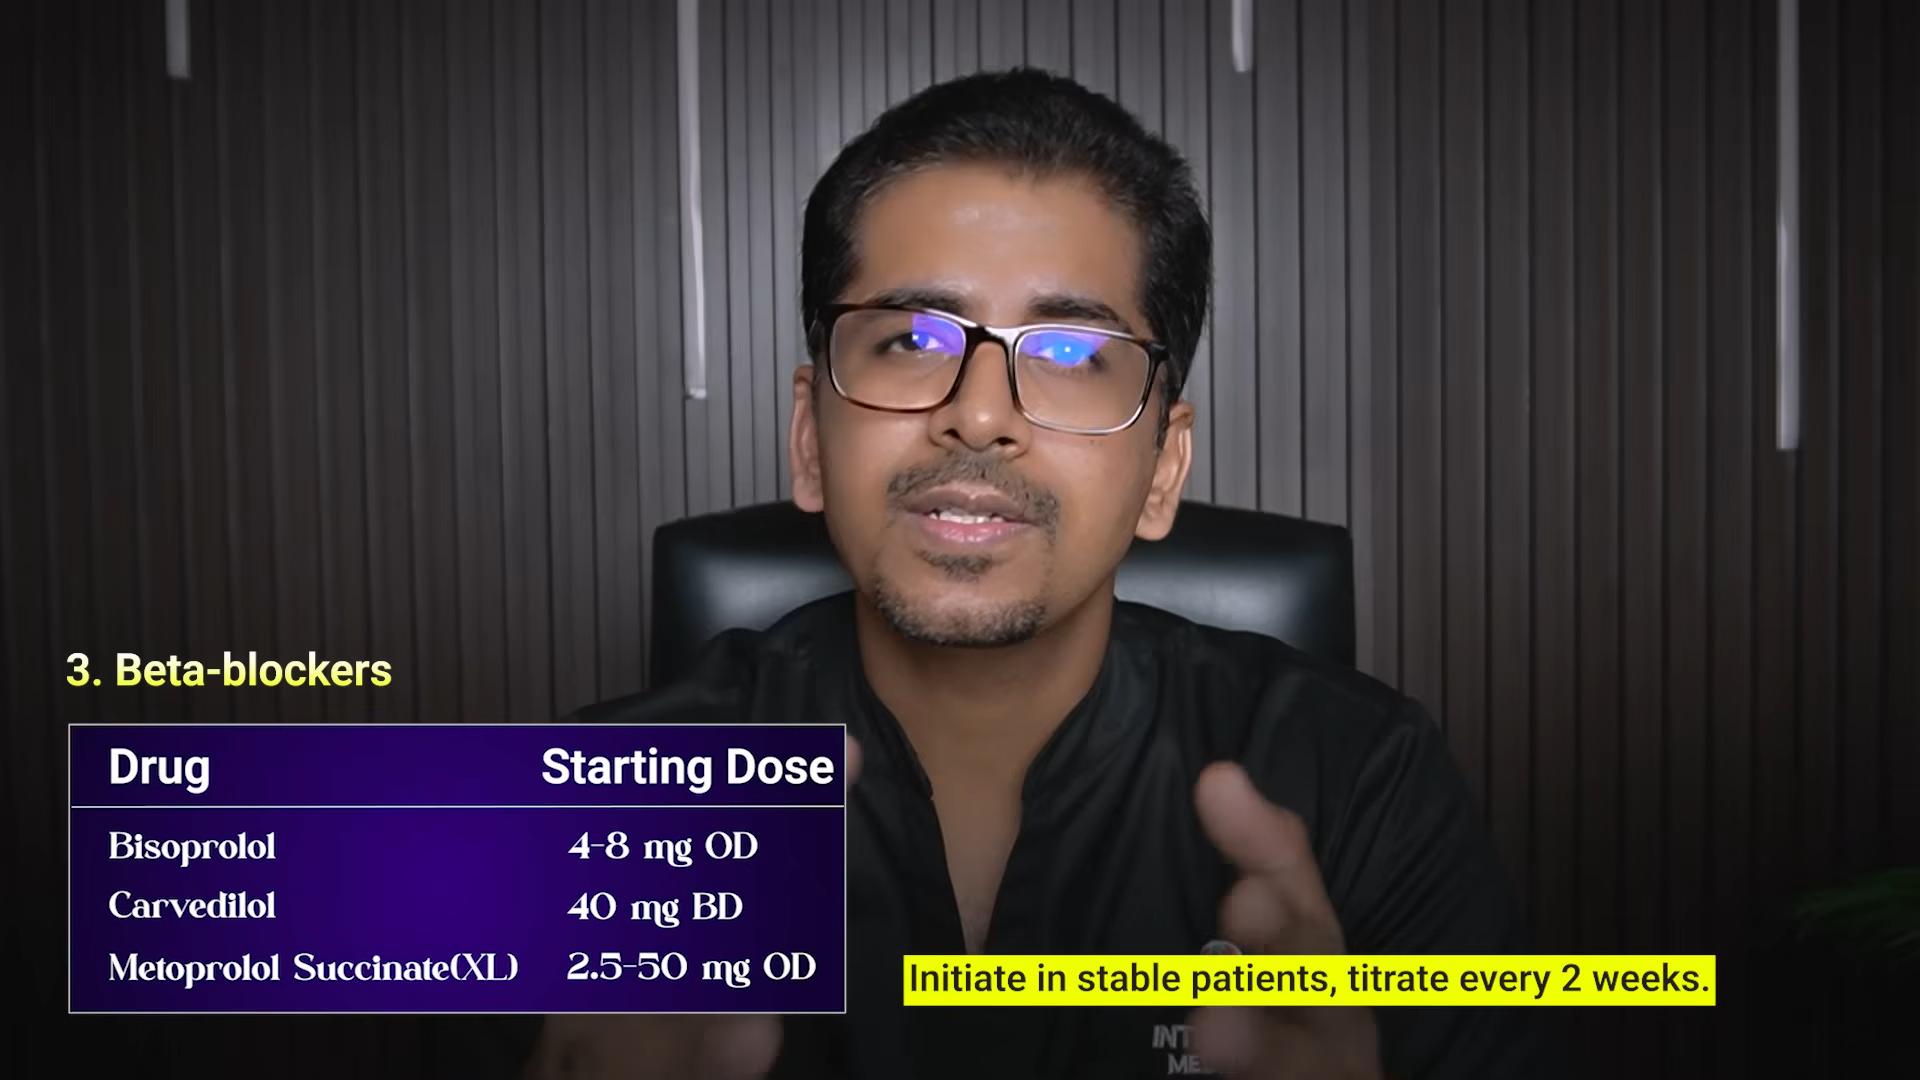 3. Beta-blockers
Drug Starting Dose
Bisoprolol 4-8 mg OD
Carvedilol 40 mg BD
Metoprolol Succinate(XL) 2.5-50 mg OD
Initiate in stable patients, titrate every 2 weeks.